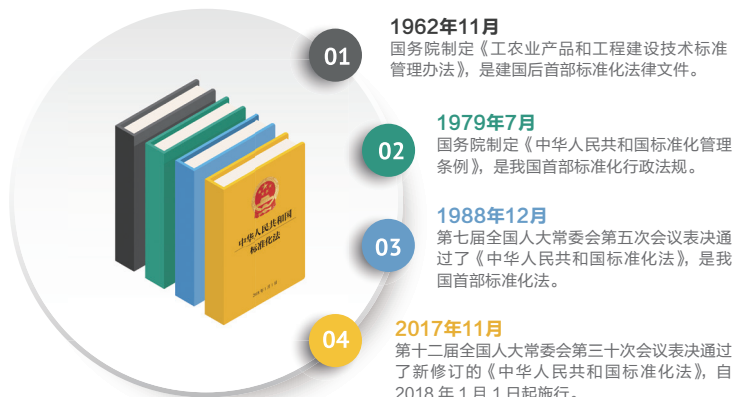 01
1962年11月
国务院制定《工农业产品和工程建设技术标准
管理办法》，是建国后首部标准化法律文件。
02
1979年7月
国务院制定《中华人民共和国标准化管理
条例》，是我国首部标准化行政法规。
03
1988年12月
第七届全国人大常委会第五次会议表决通
过了《中华人民共和国标准化法》，是我
国首部标准化法。
04
2017年11月
第十二届全国人大常委会第三十次会议表决通过
了新修订的《中华人民共和国标准化法》，自
2018 年 1 月 1 日起施行。
中华人民共和国
标准化法